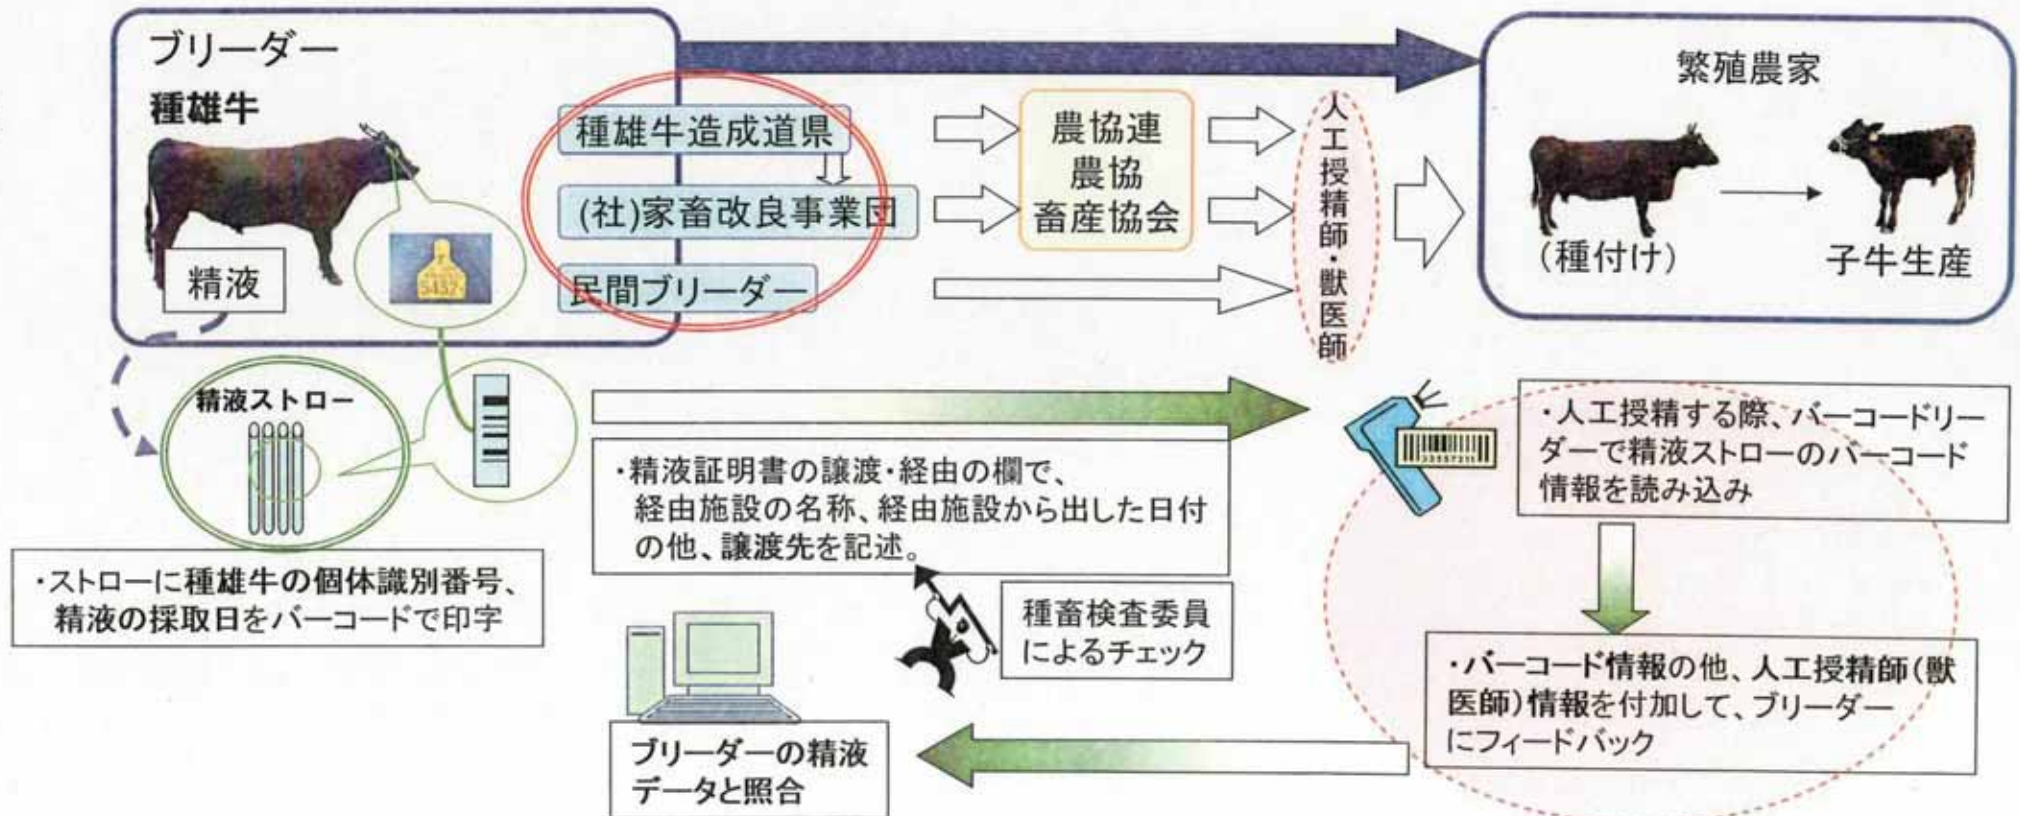 ブリーダー
種雄牛
精液
種雄牛造成道県
(社)家畜改良事業団
民間ブリーダー
農協連
農協
畜産協会
人工授精師・獣医師
繁殖農家
(種付け)
子牛生産
精液ストロー
・ストローに種雄牛の個体識別番号、
精液の採取日をバーコードで印字
・精液証明書の譲渡・経由の欄で、
経由施設の名称、経由施設から出した日付
の他、譲渡先を記述。
種畜検査委員
によるチェック
・人工授精する際、バーコードリー
ダーで精液ストローのバーコード
情報を読み込み
・バーコード情報の他、人工授精師(獣
医師)情報を付加して、ブリーダー
にフィードバック
ブリーダーの精液
データと照合